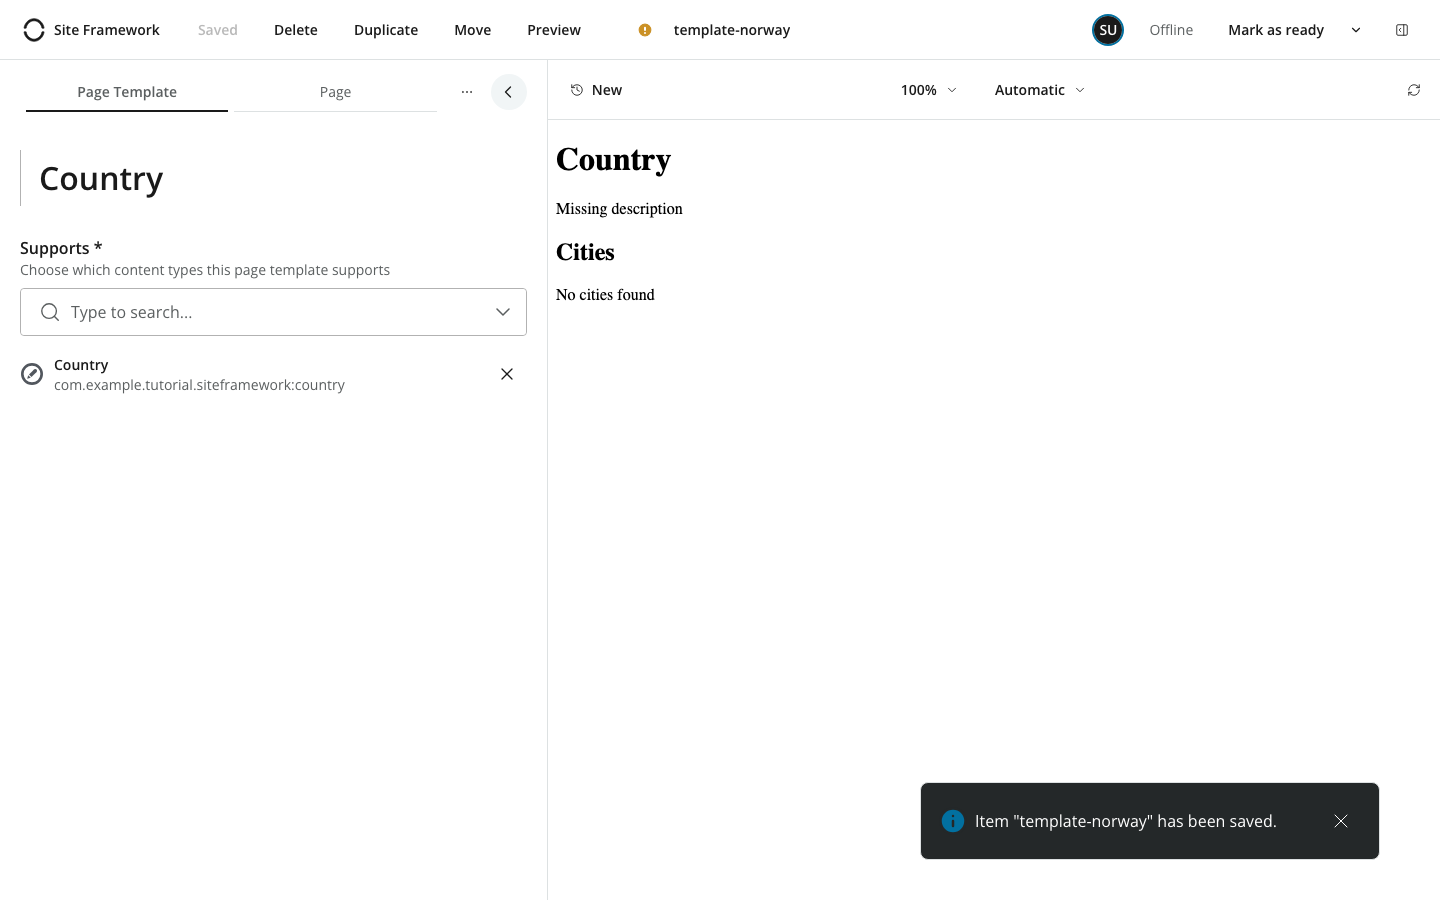 Site Framework Saved Delete Duplicate Move Preview template-norway SU Offline Mark as ready
Page Template Page ...
New 100% Automatic
Country
Supports *
Choose which content types this page template supports
Type to search...
Country
com.example.tutorial.siteframework:country
Country
Missing description
Cities
No cities found
Item "template-norway" has been saved.